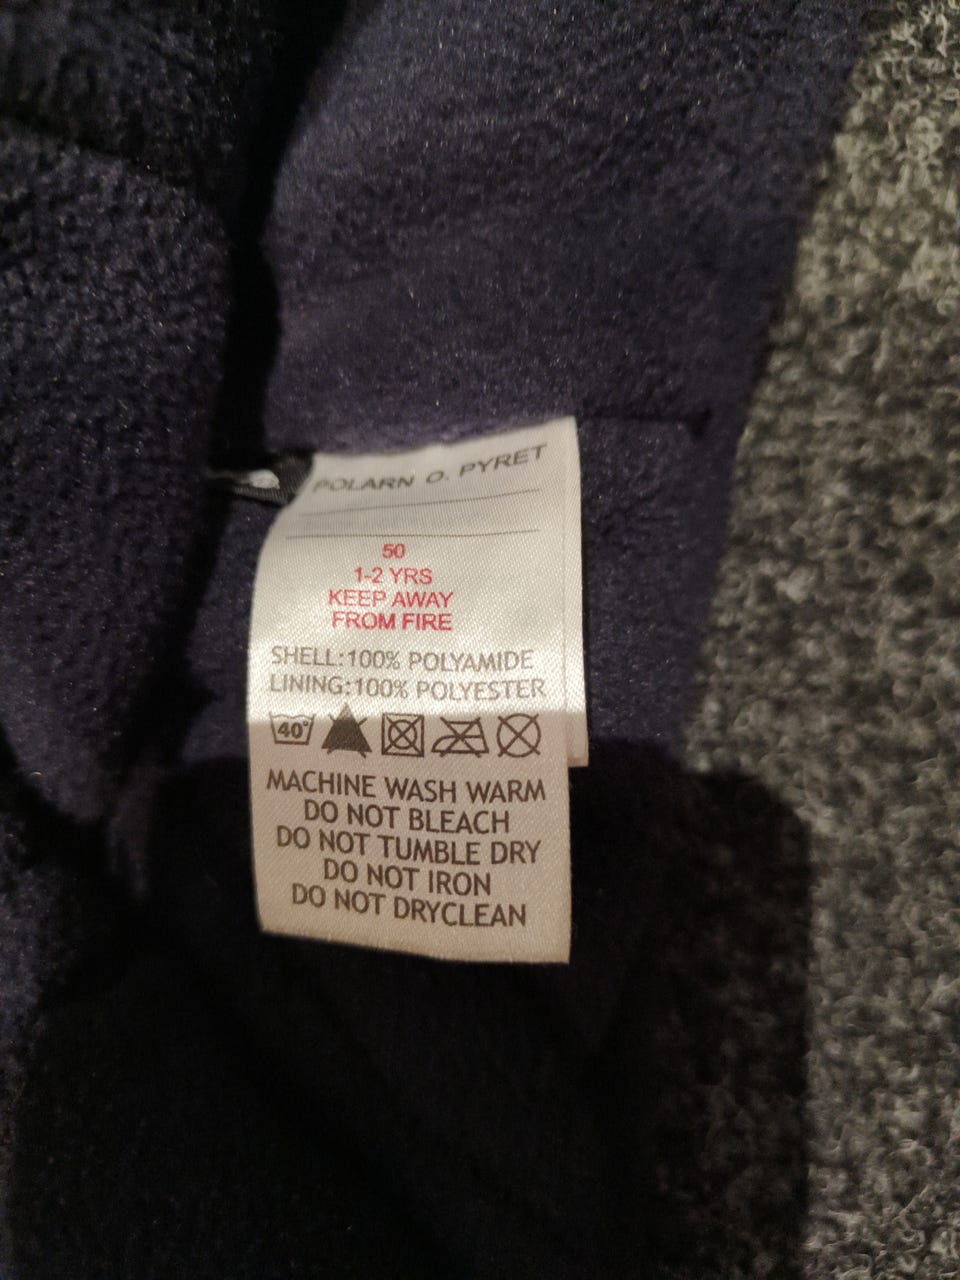 POLARN O. PYRET
50
1-2 YRS
KEEP AWAY
FROM FIRE
SHELL:100% POLYAMIDE
LINING:100% POLYESTER
40°
MACHINE WASH WARM
DO NOT BLEACH
DO NOT TUMBLE DRY
DO NOT IRON
DO NOT DRYCLEAN